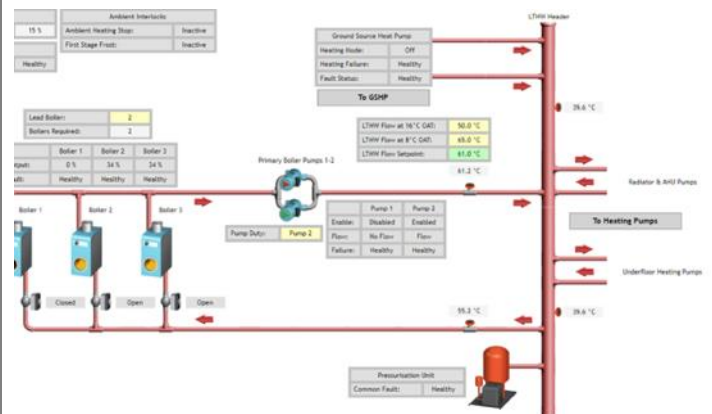 Ambient Interlocks
15 %
Ambient Heating Stop: Inactive
First Stage Frost: Inactive
Healthy
LTHW Header
Ground Source Heat Pump
Heating Mode: Off
Heating Failure: Healthy
Fault Status: Healthy
To GSHP
39.6 °C
Lead Boiler: 2
Boilers Required: 2
LTHW Flow at 16°C OAT: 50.0 °C
LTHW Flow at 8°C OAT: 65.0 °C
LTHW Flow Setpoint: 61.0 °C
Boiler 1 Boiler 2 Boiler 3
0 % 34 % 34 %
Healthy Healthy Healthy
Primary Boiler Pumps 1-2
61.2 °C
Radiator & AHU Pumps
Boiler 1 Boiler 2 Boiler 3
Pump 1 Pump 2
Enable: Disabled Enabled
Flow: No Flow Flow
Failure: Healthy Healthy
Pump Duty: Pump 2
To Heating Pumps
Underfloor Heating Pumps
Closed Open Open
55.3 °C
39.6 °C
Pressurisation Unit
Common Fault: Healthy